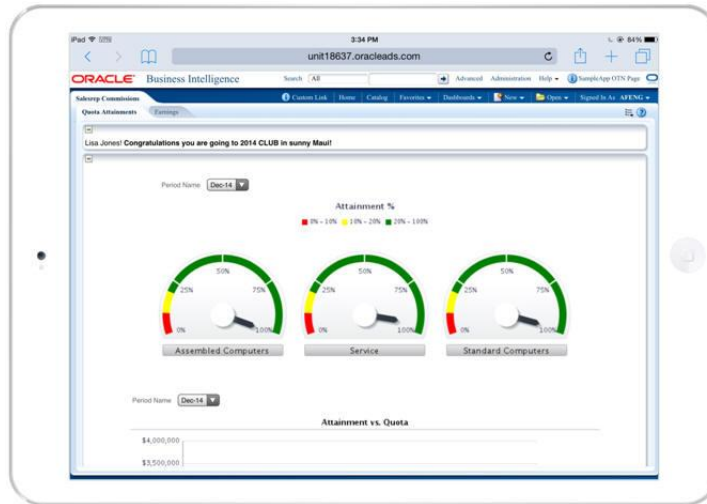 iPad 3:34 PM 84%
unit18637.oracleads.com
ORACLE Business Intelligence Search All Advanced Administration Help SampleApp OTN Page
Salesrep Commissions Custom Link Home Catalog Favorites Dashboards New Open Signed In As AFENG
Quota Attainments Earnings
Lisa Jones! Congratulations you are going to 2014 CLUB in sunny Maui!
Period Name Dec-14
Attainment %
0% - 10% 10% - 20% 20% - 100%
50% 50% 50%
25% 75% 25% 75% 25% 75%
0% 100% 0% 100% 0% 100%
Assembled Computers Service Standard Computers
Period Name Dec-14
Attainment vs. Quota
$4,000,000
$3,500,000